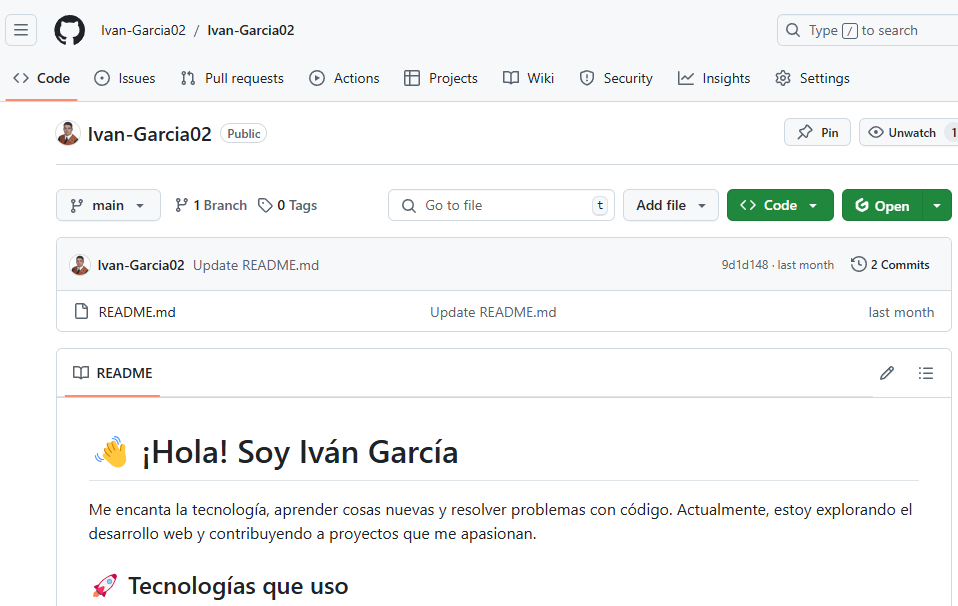 Ivan-Garcia02 / Ivan-Garcia02
Type / to search
Code Issues Pull requests Actions Projects Wiki Security Insights Settings
Ivan-Garcia02 Public Pin Unwatch 1
main 1 Branch 0 Tags Go to file t Add file Code Open
Ivan-Garcia02 Update README.md 9d1d148 · last month 2 Commits
README.md Update README.md last month
README
👋 ¡Hola! Soy Iván García
Me encanta la tecnología, aprender cosas nuevas y resolver problemas con código. Actualmente, estoy explorando el
desarrollo web y contribuyendo a proyectos que me apasionan.
🚀 Tecnologías que uso